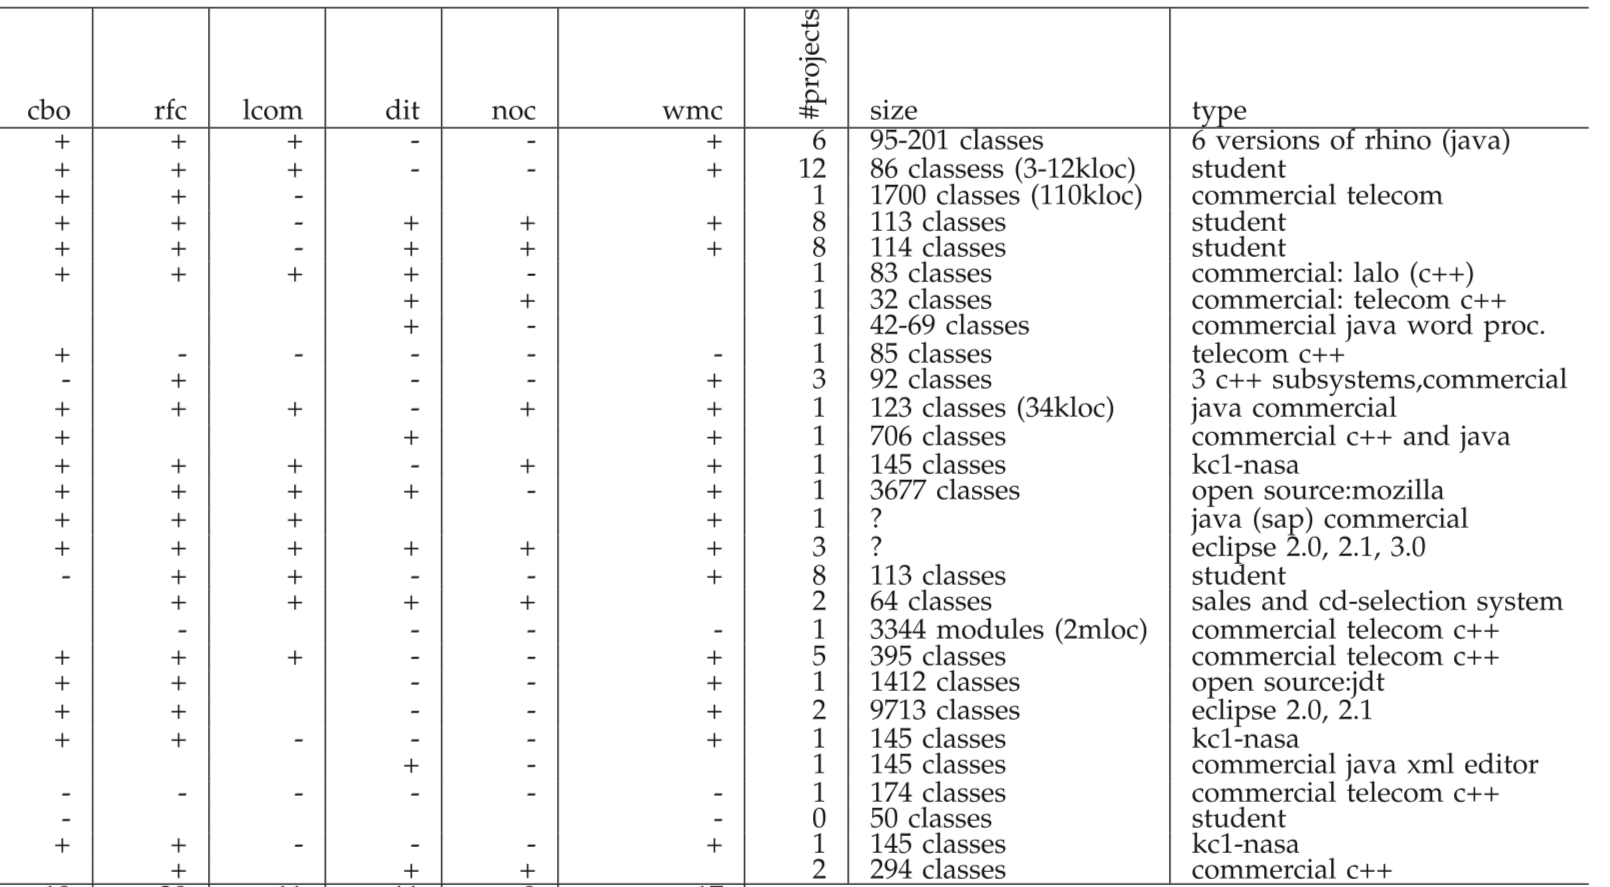 cbo rfc lcom dit noc wmc #projects size type
+ + + - - + 6 95-201 classes 6 versions of rhino (java)
+ + + - - + 12 86 classess (3-12kloc) student
+ + - 1 1700 classes (110kloc) commercial telecom
+ + - + + + 8 113 classes student
+ + - + + + 8 114 classes student
+ + + + - 1 83 classes commercial: lalo (c++)
+ + 1 32 classes commercial: telecom c++
+ - 1 42-69 classes commercial java word proc.
+ - - - - - 1 85 classes telecom c++
- + - - + 3 92 classes 3 c++ subsystems,commercial
+ + + - + + 1 123 classes (34kloc) java commercial
+ + + 1 706 classes commercial c++ and java
+ + + - + + 1 145 classes kc1-nasa
+ + + + - + 1 3677 classes open source:mozilla
+ + + + 1 ? java (sap) commercial
+ + + + + + 3 ? eclipse 2.0, 2.1, 3.0
- + + - - + 8 113 classes student
+ + + + 2 64 classes sales and cd-selection system
- - - - 1 3344 modules (2mloc) commercial telecom c++
+ + + - - + 5 395 classes commercial telecom c++
+ + - - + 1 1412 classes open source:jdt
+ + - - + 2 9713 classes eclipse 2.0, 2.1
+ + - - - + 1 145 classes kc1-nasa
+ - 1 145 classes commercial java xml editor
- - - - - - 1 174 classes commercial telecom c++
- - 0 50 classes student
+ + - - - + 1 145 classes kc1-nasa
+ + + 2 294 classes commercial c++